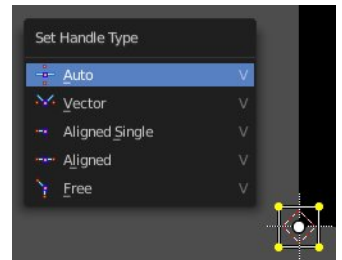 Set Handle Type
Auto V
Vector V
Aligned Single V
Aligned V
Free V